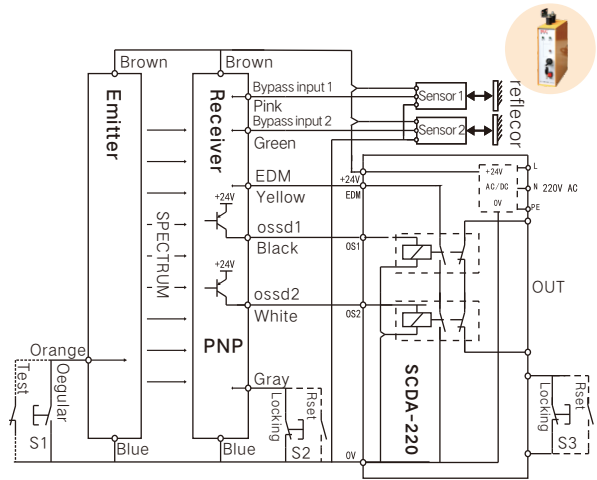 Brown
Brown
Emitter
Receiver
Bypass input 1
Pink
Bypass input 2
Green
Sensor 1
Sensor 2
reflecor
EDM
Yellow
+24V
EDM
+24V
AC/DC
0V
L
N 220V AC
PE
+24V
ossd1
Black
OS1
SPECTRUM
+24V
ossd2
White
OS2
OUT
PNP
Orange
Test
Oegular
S1
Gray
Locking
Rset
S2
SCDA-220
Locking
Rset
S3
Blue
Blue
0V